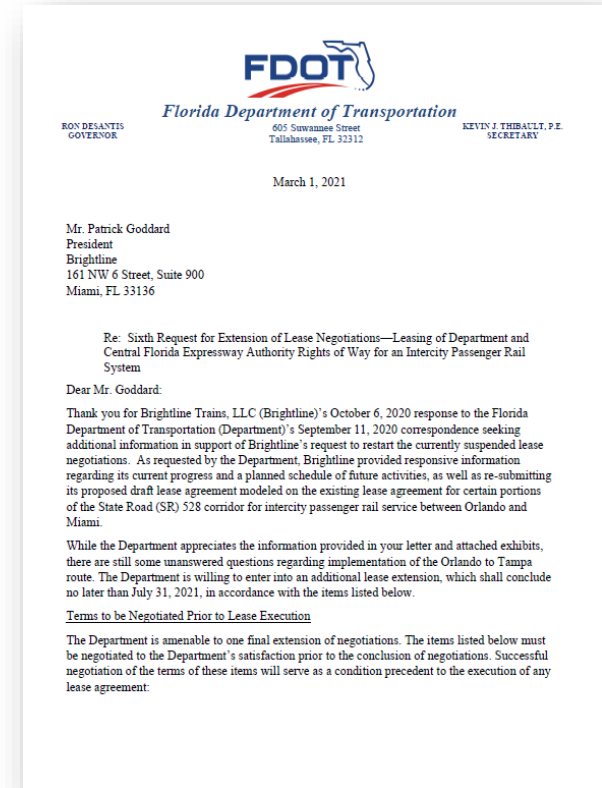 FDOT
Florida Department of Transportation
RON DESANTIS
GOVERNOR
605 Suwannee Street
Tallahassee, FL 32312
KEVIN J. THIBAULT, P.E.
SECRETARY
March 1, 2021
Mr. Patrick Goddard
President
Brightline
161 NW 6 Street, Suite 900
Miami, FL 33136
Re: Sixth Request for Extension of Lease Negotiations—Leasing of Department and
Central Florida Expressway Authority Rights of Way for an Intercity Passenger Rail
System
Dear Mr. Goddard:
Thank you for Brightline Trains, LLC (Brightline)'s October 6, 2020 response to the Florida
Department of Transportation (Department)'s September 11, 2020 correspondence seeking
additional information in support of Brightline's request to restart the currently suspended lease
negotiations. As requested by the Department, Brightline provided responsive information
regarding its current progress and a planned schedule of future activities, as well as re-submitting
its proposed draft lease agreement modeled on the existing lease agreement for certain portions
of the State Road (SR) 528 corridor for intercity passenger rail service between Orlando and
Miami.
While the Department appreciates the information provided in your letter and attached exhibits,
there are still some unanswered questions regarding implementation of the Orlando to Tampa
route. The Department is willing to enter into an additional lease extension, which shall conclude
no later than July 31, 2021, in accordance with the items listed below.
Terms to be Negotiated Prior to Lease Execution
The Department is amenable to one final extension of negotiations. The items listed below must
be negotiated to the Department's satisfaction prior to the conclusion of negotiations. Successful
negotiation of the terms of these items will serve as a condition precedent to the execution of any
lease agreement: